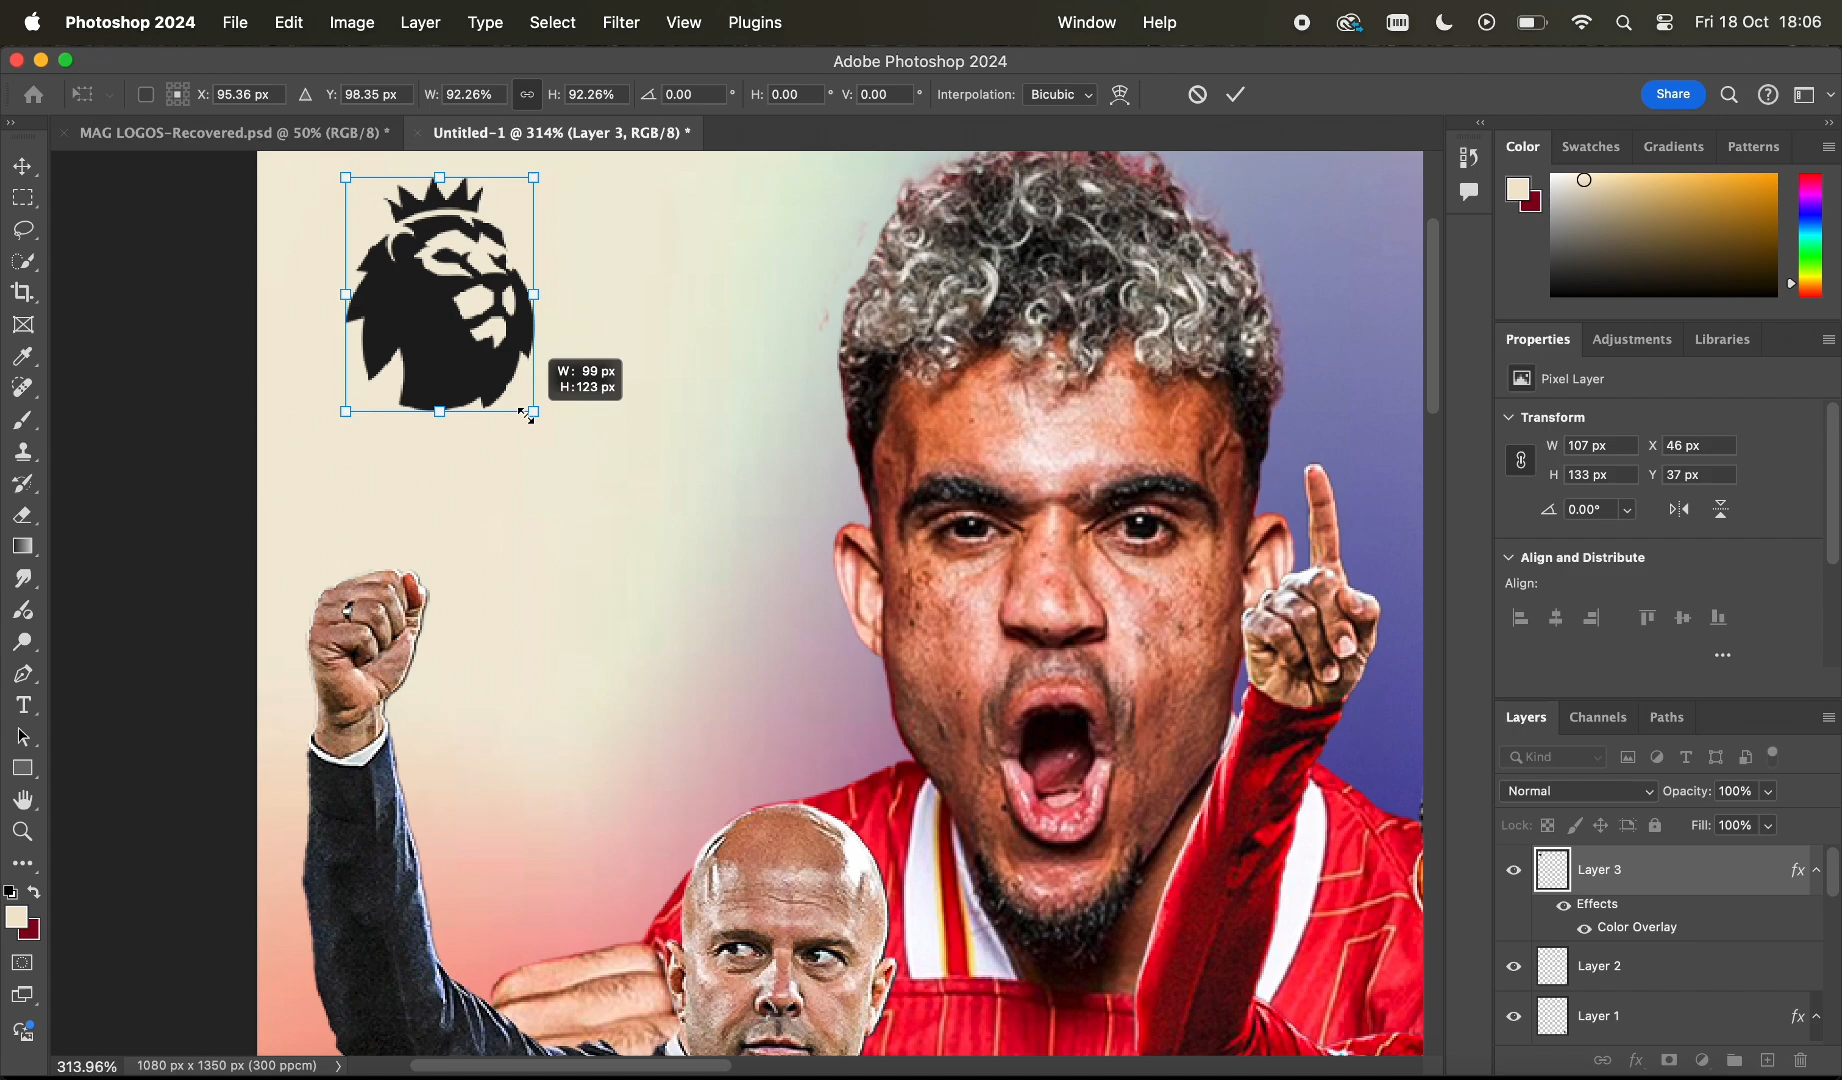 Photoshop 2024 File Edit Image Layer Type Select Filter View Plugins Window Help Fri 18 Oct 18:06
Adobe Photoshop 2024
X: 95.36 px Y: 98.35 px W: 92.26% H: 92.26% 0.00 ° H: 0.00 ° V: 0.00 ° Interpolation: Bicubic Share
MAG LOGOS-Recovered.psd @ 50% (RGB/8) * Untitled-1 @ 314% (Layer 3, RGB/8) *
Color Swatches Gradients Patterns
W: 99 px
H: 123 px
Properties Adjustments Libraries
Pixel Layer
Transform
W 107 px X 46 px
H 133 px Y 37 px
0.00°
Align and Distribute
Align:
Layers Channels Paths
Kind
Normal Opacity: 100%
Lock: Fill: 100%
Layer 3 fx
Effects
Color Overlay
Layer 2
Layer 1 fx
313.96% 1080 px x 1350 px (300 ppcm) fx